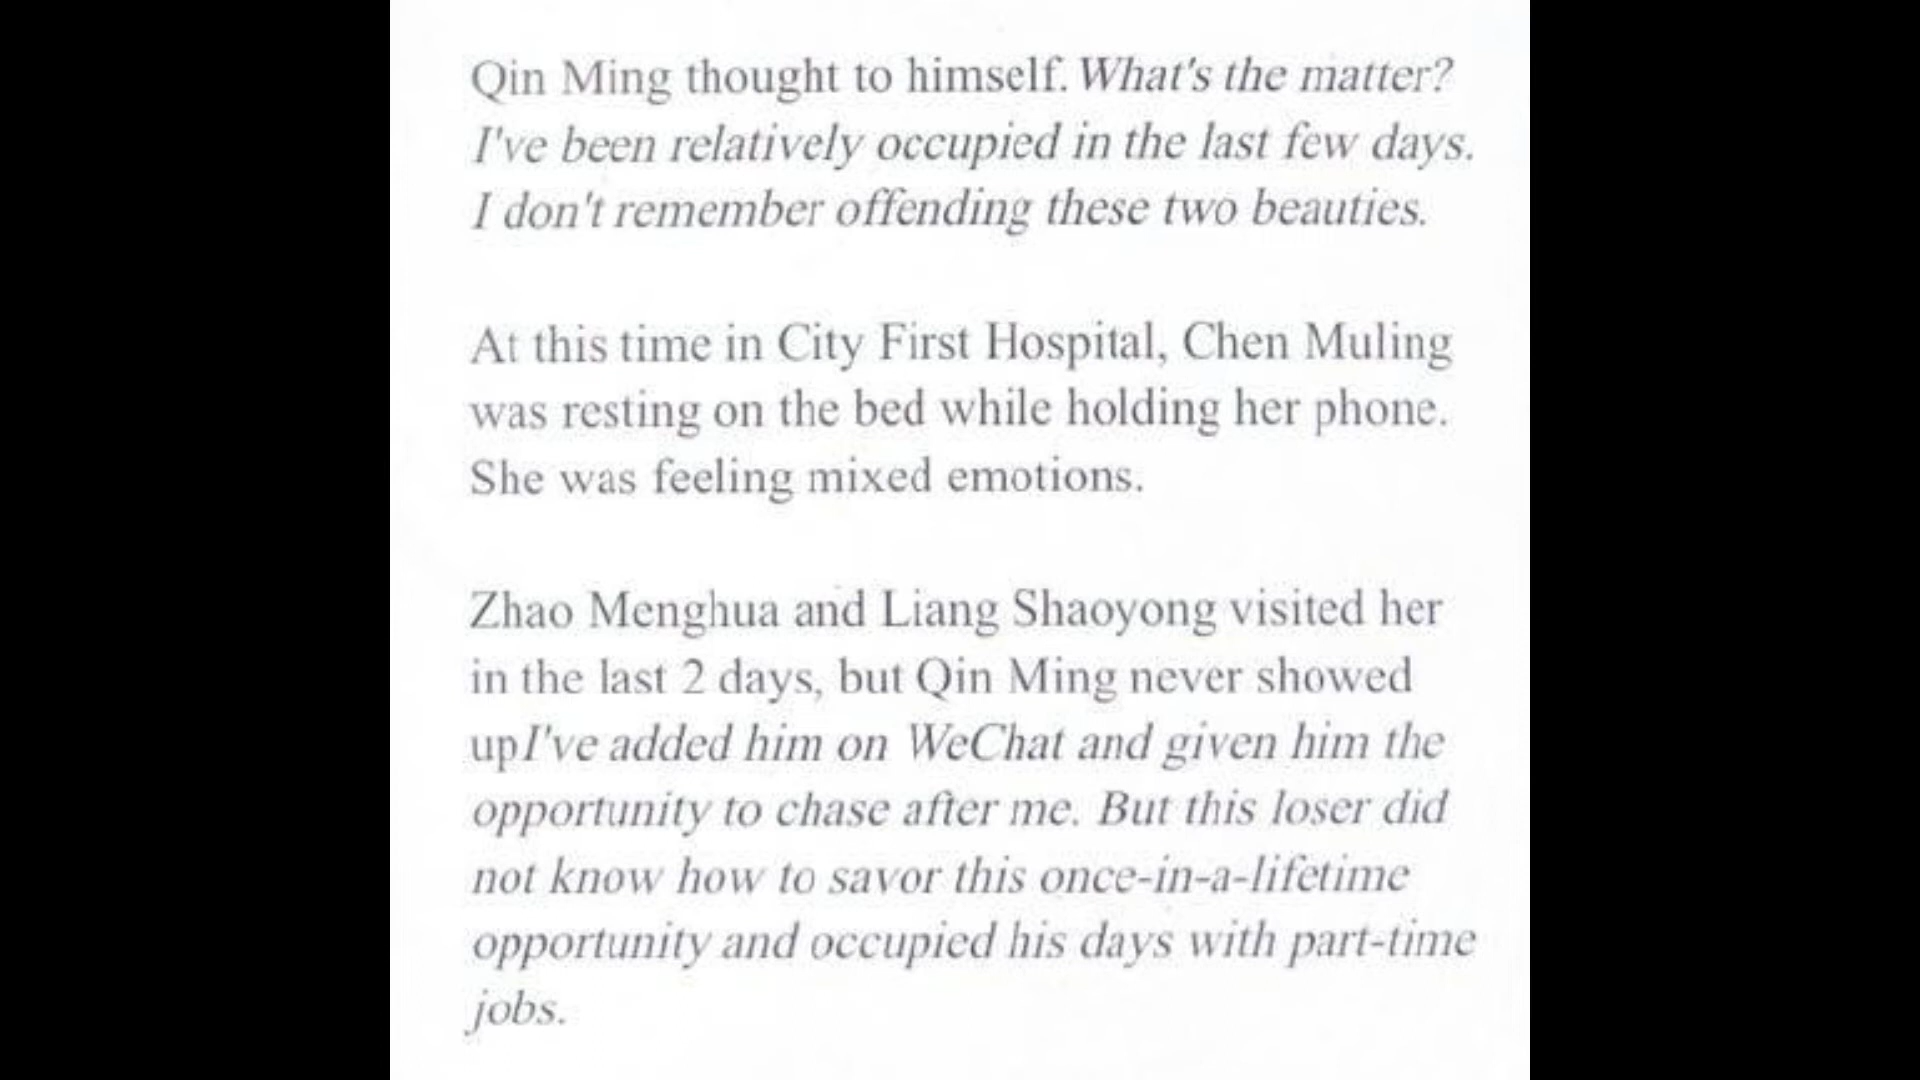 Qin Ming thought to himself. What's the matter?
I've been relatively occupied in the last few days.
I don't remember offending these two beauties.
At this time in City First Hospital, Chen Muling
was resting on the bed while holding her phone.
She was feeling mixed emotions.
Zhao Menghua and Liang Shaoyong visited her
in the last 2 days, but Qin Ming never showed
upI've added him on WeChat and given him the
opportunity to chase after me. But this loser did
not know how to savor this once-in-a-lifetime
opportunity and occupied his days with part-time
jobs.